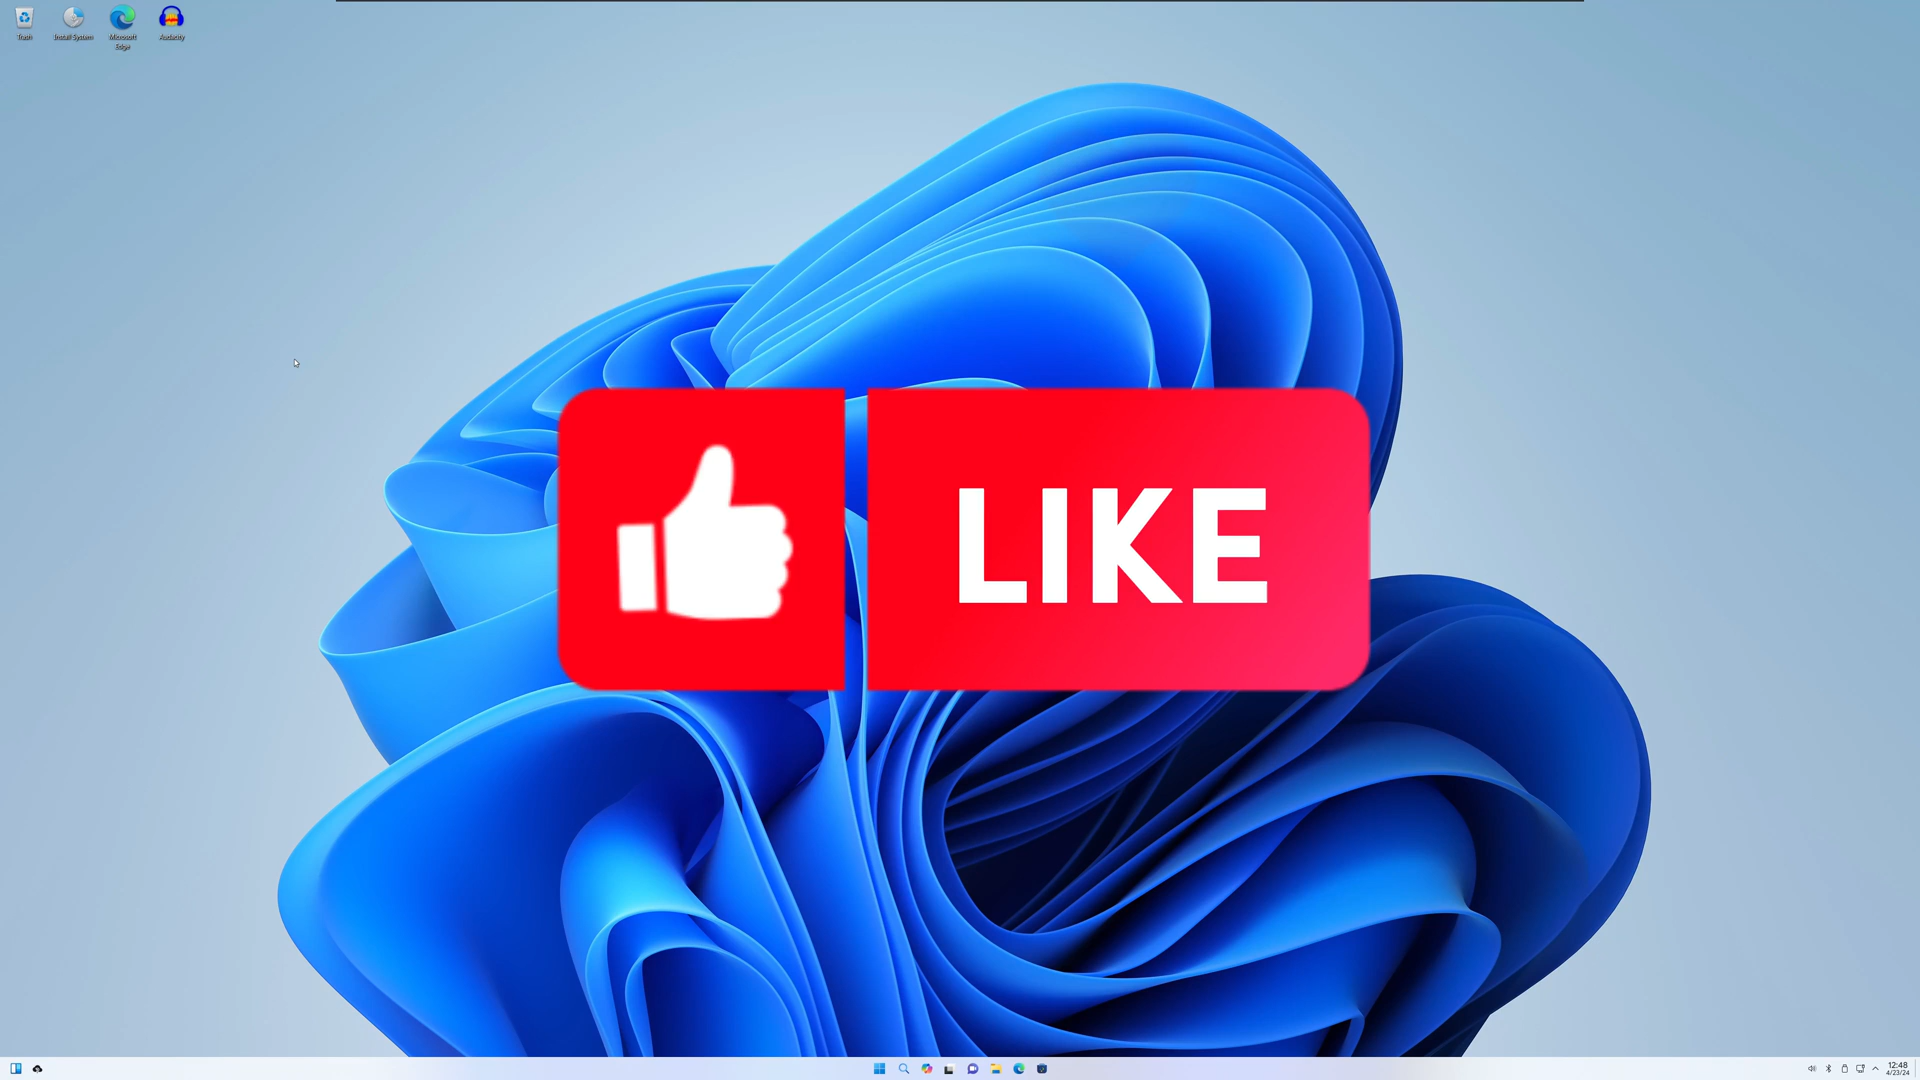 Trash
Install System
Microsoft
Edge
Audacity
LIKE
12:48
4/23/24